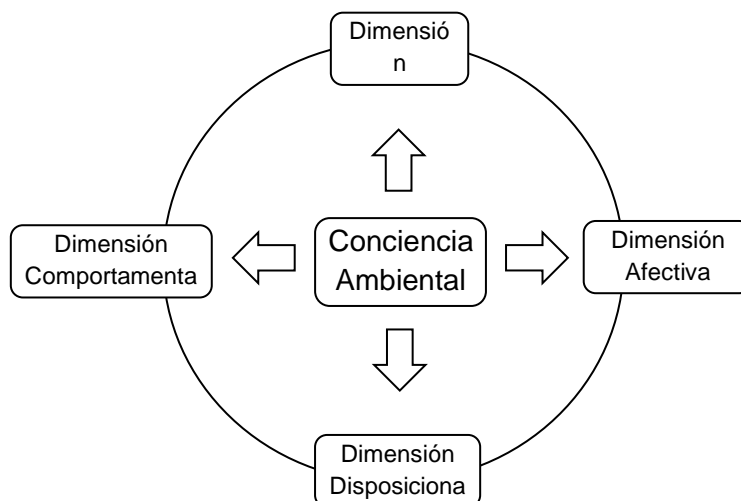 Dimensió
n
Dimensión
Comportamenta
Conciencia
Ambiental
Dimensión
Afectiva
Dimensión
Disposiciona